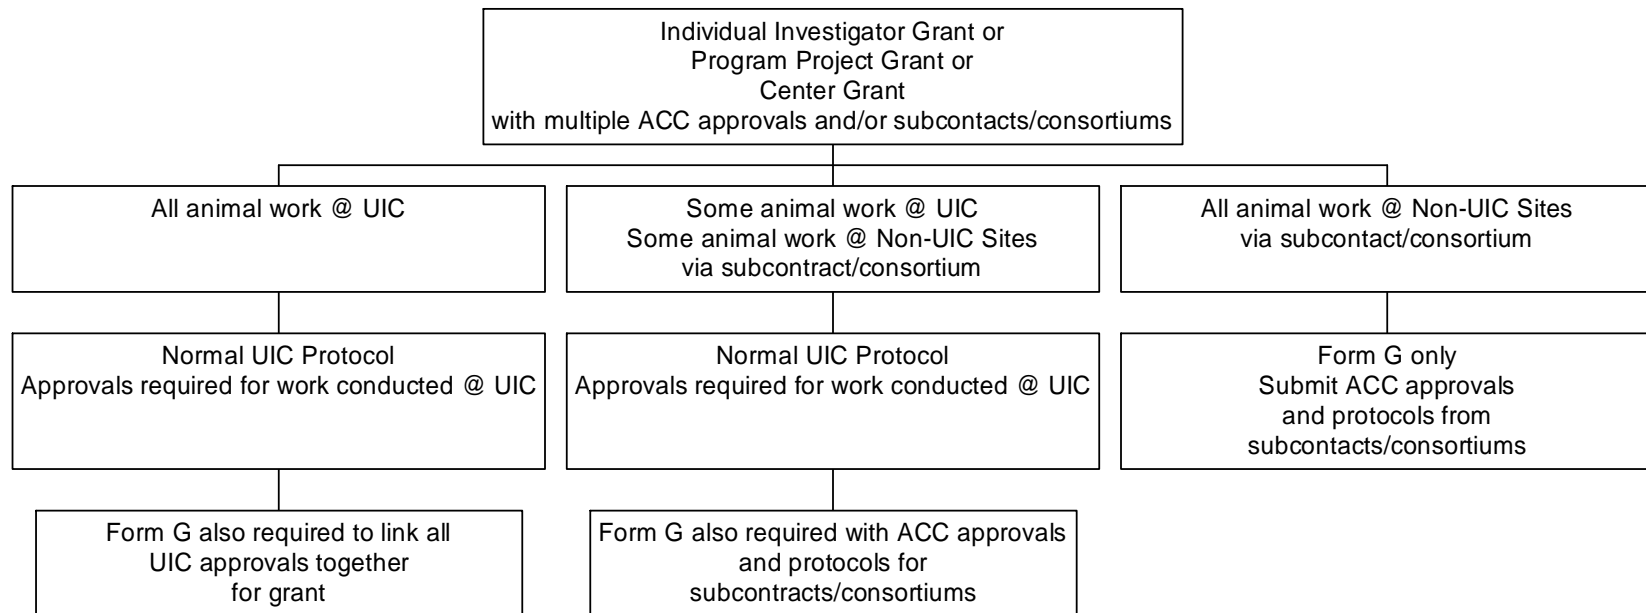 Individual Investigator Grant or
Program Project Grant or
Center Grant
with multiple ACC approvals and/or subcontacts/consortiums
All animal work @ UIC
Some animal work @ UIC
Some animal work @ Non-UIC Sites
via subcontract/consortium
All animal work @ Non-UIC Sites
via subcontact/consortium
Normal UIC Protocol
Approvals required for work conducted @ UIC
Normal UIC Protocol
Approvals required for work conducted @ UIC
Form G only
Submit ACC approvals
and protocols from
subcontacts/consortiums
Form G also required to link all
UIC approvals together
for grant
Form G also required with ACC approvals
and protocols for
subcontracts/consortiums